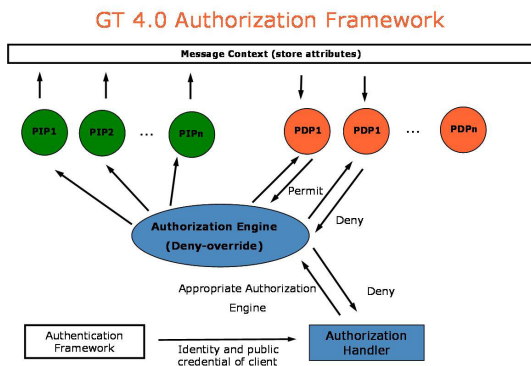 GT 4.0 Authorization Framework
Message Context (store attributes)
PIP1
PIP2
...
PIPn
PDP1
PDP1
...
PDPn
Permit
Authorization Engine
(Deny-override)
Deny
Appropriate Authorization
Engine
Deny
Authentication
Framework
Identity and public
credential of client
Authorization
Handler